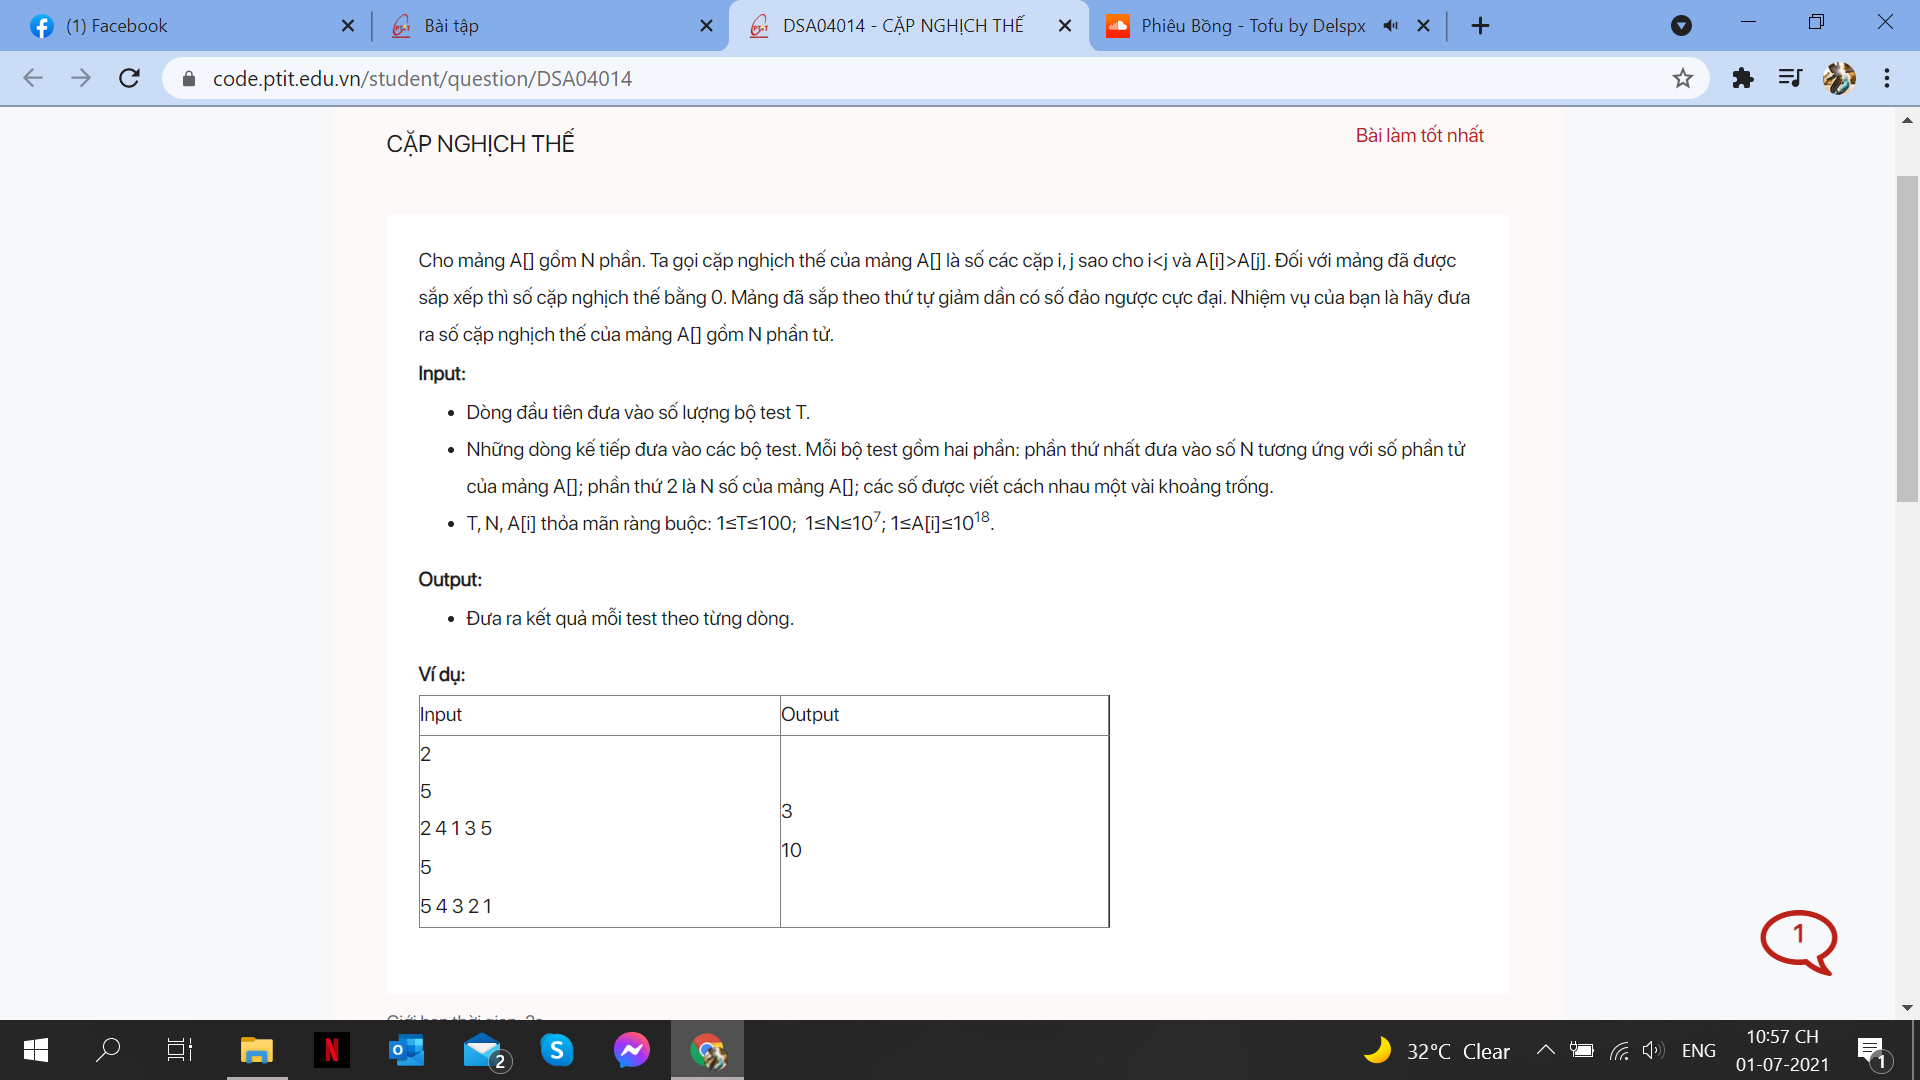 (1) Facebook
Bài tập
DSA04014 - CẶP NGHỊCH THẾ
Phiêu Bồng - Tofu by Delspx
code.ptit.edu.vn/student/question/DSA04014
CẶP NGHỊCH THẾ
Bài làm tốt nhất
Cho mảng A[] gồm N phần. Ta gọi cặp nghịch thế của mảng A[] là số các cặp i, j sao cho i<j và A[i]>A[j]. Đối với mảng đã được
sắp xếp thì số cặp nghịch thế bằng 0. Mảng đã sắp theo thứ tự giảm dần có số đảo ngược cực đại. Nhiệm vụ của bạn là hãy đưa
ra số cặp nghịch thế của mảng A[] gồm N phần tử.
Input:
• Dòng đầu tiên đưa vào số lượng bộ test T.
• Những dòng kế tiếp đưa vào các bộ test. Mỗi bộ test gồm hai phần: phần thứ nhất đưa vào số N tương ứng với số phần tử
của mảng A[]; phần thứ 2 là N số của mảng A[]; các số được viết cách nhau một vài khoảng trống.
• T, N, A[i] thỏa mãn ràng buộc: 1≤T≤100; 1≤N≤10⁷; 1≤A[i]≤10¹⁸.
Output:
• Đưa ra kết quả mỗi test theo từng dòng.
Ví dụ:
Input
Output
2
5
2 4 1 3 5
5
5 4 3 2 1
3
10
1
Giới hạn thời gian: 2s
2
32°C Clear
ENG
10:57 CH
01-07-2021
1